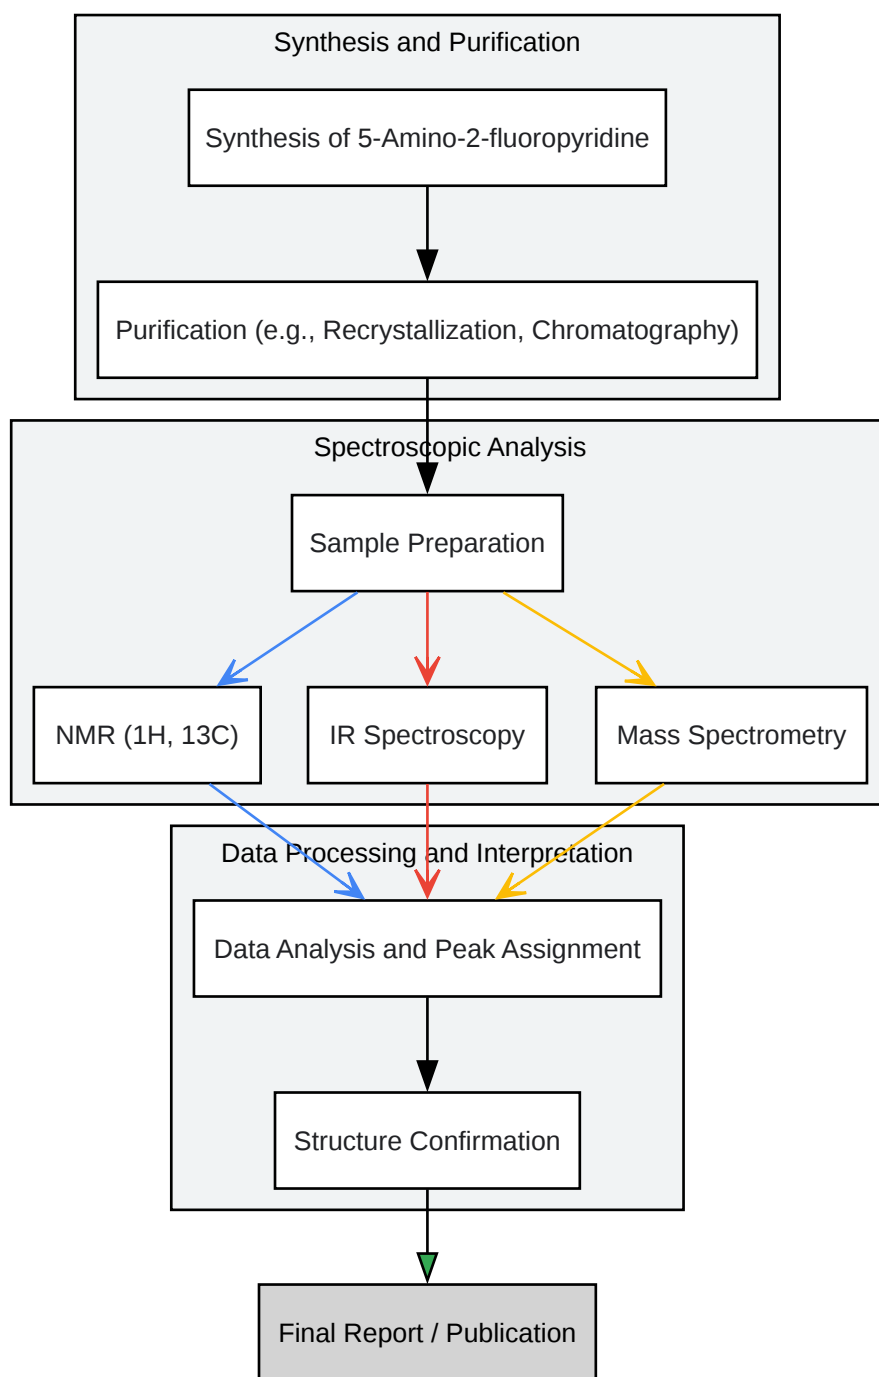 Synthesis and Purification
Synthesis of 5-Amino-2-fluoropyridine
Purification (e.g., Recrystallization, Chromatography)
Spectroscopic Analysis
Sample Preparation
NMR (1H, 13C)
IR Spectroscopy
Mass Spectrometry
Data Processing and Interpretation
Data Analysis and Peak Assignment
Structure Confirmation
Final Report / Publication